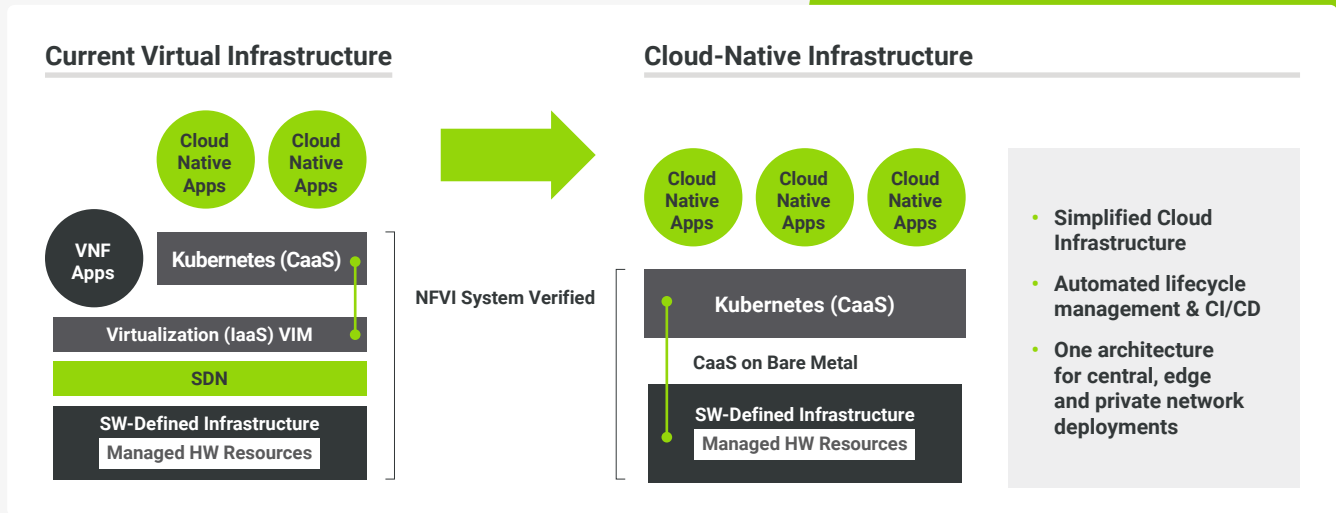 Current Virtual Infrastructure
Cloud
Native
Apps
Cloud
Native
Apps
VNF
Apps
Kubernetes (CaaS)
Virtualization (IaaS) VIM
SDN
SW-Defined Infrastructure
Managed HW Resources
NFVI System Verified
Cloud-Native Infrastructure
Cloud
Native
Apps
Cloud
Native
Apps
Cloud
Native
Apps
Kubernetes (CaaS)
CaaS on Bare Metal
SW-Defined Infrastructure
Managed HW Resources
• Simplified Cloud
Infrastructure
• Automated lifecycle
management & CI/CD
• One architecture
for central, edge
and private network
deployments